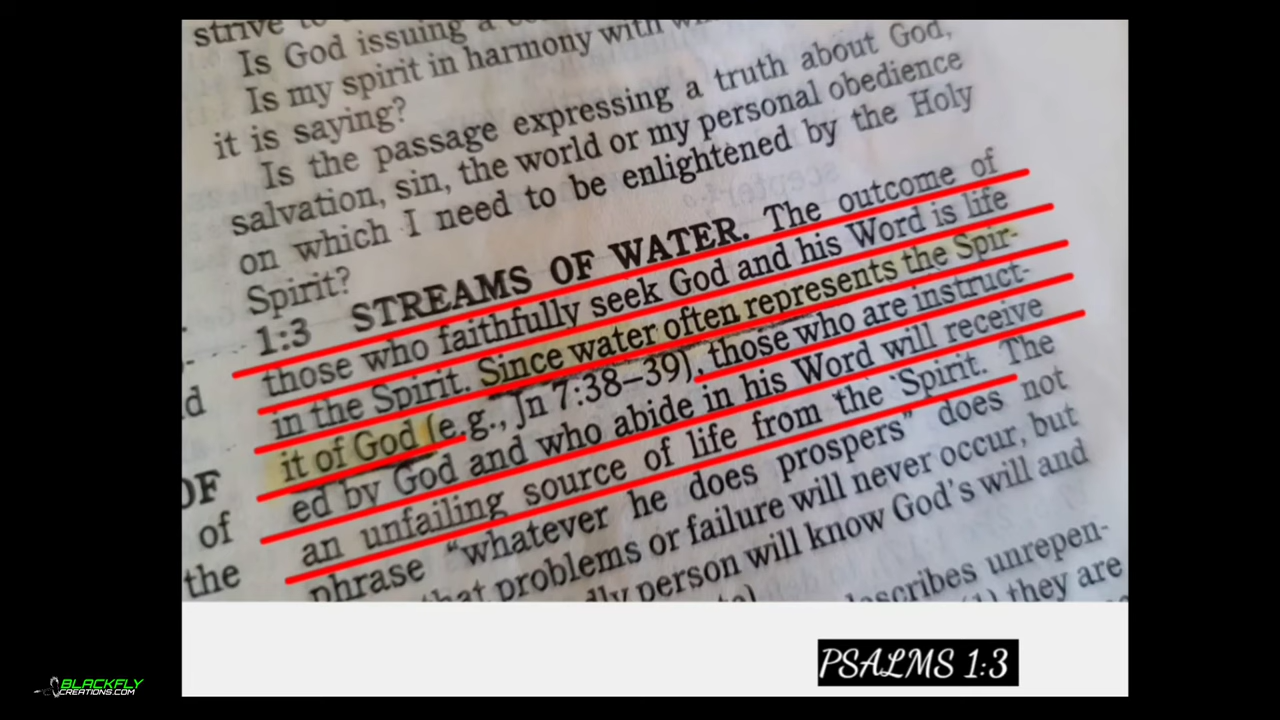 strive to
Is God issuing a
Is my spirit in harmony with
it is saying?
Is the passage expressing a truth about God,
salvation, sin, the world or my personal obedience
on which I need to be enlightened by the Holy
Spirit?
1:3 STREAMS OF WATER. The outcome of
those who faithfully seek God and his Word is life
in the Spirit. Since water often represents the Spir-
it of God (e.g., Jn 7:38–39), those who are instruct-
ed by God and who abide in his Word will receive
an unfailing source of life from the Spirit. The
phrase “whatever he does prospers” does not
that problems or failure will never occur, but
person will know God’s will and
unrepen-
they are
OF
of
the
PSALMS 1:3
BLACKFLY
CREATIONS.COM